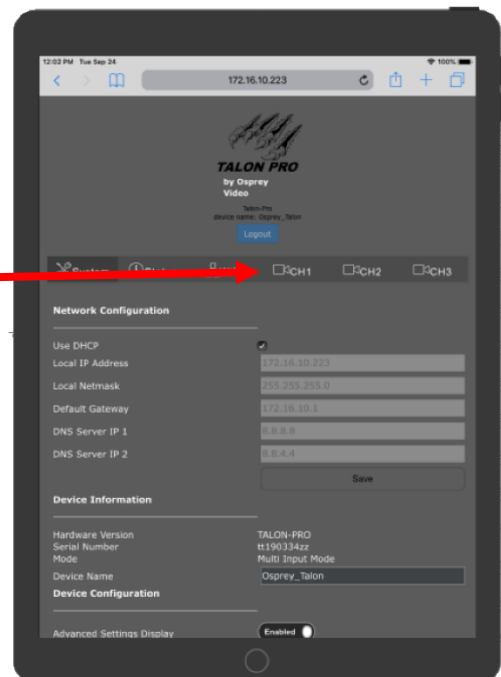 12:03 PM Tue Sep 24
100%
172.16.10.223
TALON PRO
by Osprey
Video
Talon-Pro
device name: Osprey_Talon
Logout
System
CH1
CH2
CH3
Network Configuration
Use DHCP
Local IP Address 172.16.10.223
Local Netmask 255.255.255.0
Default Gateway 172.16.10.1
DNS Server IP 1 8.8.8.8
DNS Server IP 2 8.8.4.4
Save
Device Information
Hardware Version TALON-PRO
Serial Number tt190334zz
Mode Multi Input Mode
Device Name Osprey_Talon
Device Configuration
Advanced Settings Display Enabled